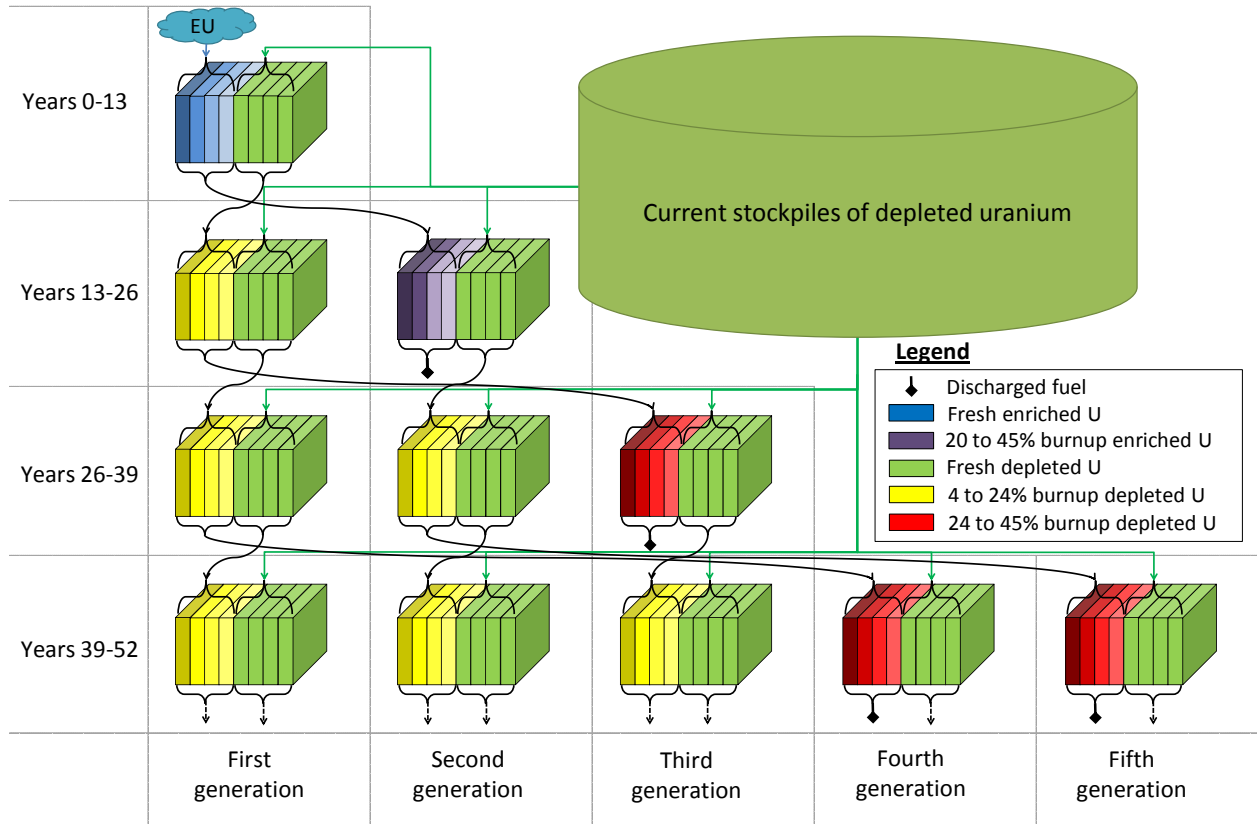 EU
Years 0-13
Current stockpiles of depleted uranium
Years 13-26
Legend
Discharged fuel
Fresh enriched U
20 to 45% burnup enriched U
Fresh depleted U
4 to 24% burnup depleted U
24 to 45% burnup depleted U
Years 26-39
Years 39-52
First
generation
Second
generation
Third
generation
Fourth
generation
Fifth
generation